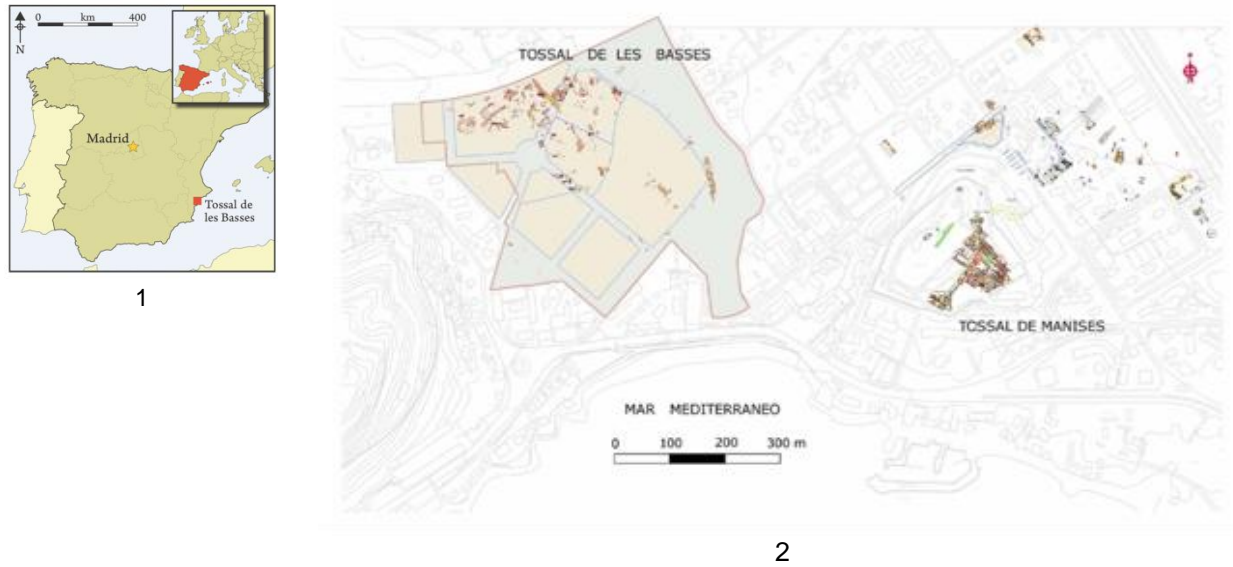 0 km 400
N
Madrid
Tossal de
les Basses
1
TOSSAL DE LES BASSES
TOSSAL DE MANISES
MAR MEDITERRANEO
0 100 200 300 m
2